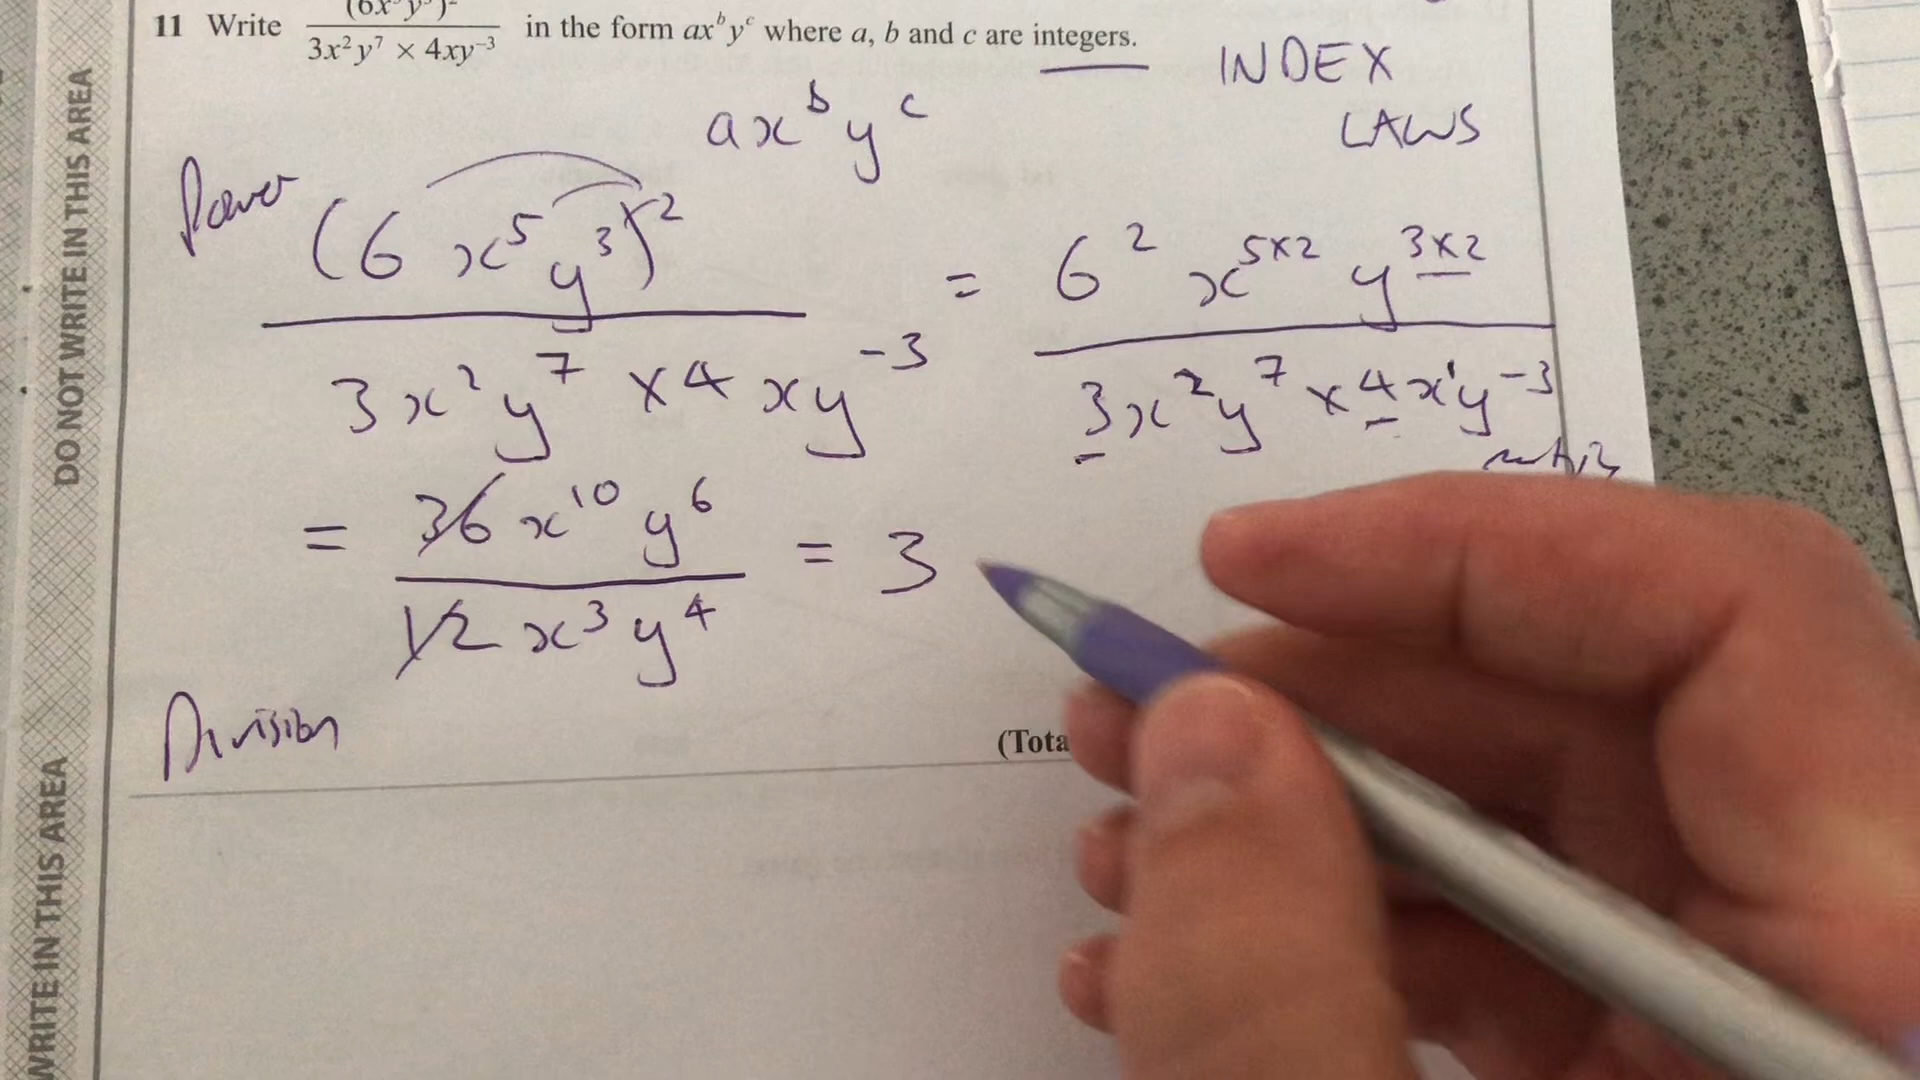 11 Write (6x⁵y³)² / 3x²y⁷ × 4xy⁻³ in the form axᵇyᶜ where a, b and c are integers.
INDEX
LAWS
axᵇyᶜ
Power
(6x⁵y³)² / 3x²y⁷ × 4xy⁻³ = 6² x⁵ˣ² y³ˣ² / 3x²y⁷ × 4x¹y⁻³
= 36x¹⁰y⁶ / 12x³y⁴ = 3
Division
(Tota
DO NOT WRITE IN THIS AREA
WRITE IN THIS AREA